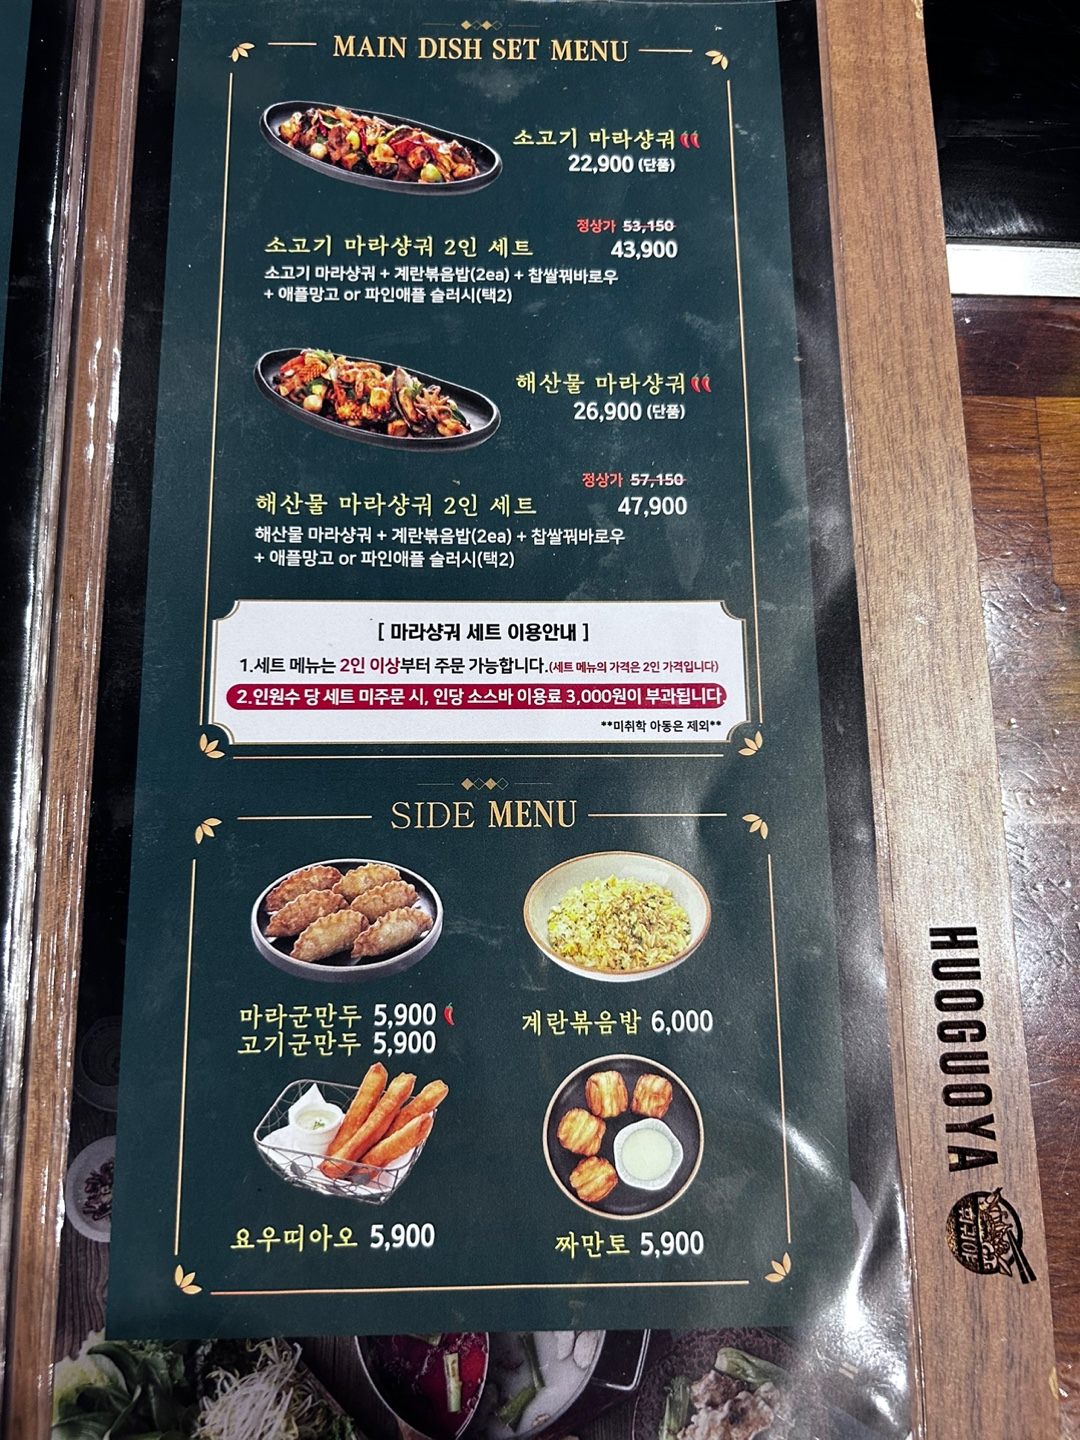 MAIN DISH SET MENU
소고기 마라샹궈
22,900 (단품)
정상가 53,150
소고기 마라샹궈 2인 세트 43,900
소고기 마라샹궈 + 계란볶음밥(2ea) + 찹쌀꿔바로우
+ 애플망고 or 파인애플 슬러시(택2)
해산물 마라샹궈
26,900 (단품)
정상가 57,150
해산물 마라샹궈 2인 세트 47,900
해산물 마라샹궈 + 계란볶음밥(2ea) + 찹쌀꿔바로우
+ 애플망고 or 파인애플 슬러시(택2)
[ 마라샹궈 세트 이용안내 ]
1.세트 메뉴는 2인 이상부터 주문 가능합니다.(세트 메뉴의 가격은 2인 가격입니다)
2.인원수 당 세트 미주문 시, 인당 소스바 이용료 3,000원이 부과됩니다.
**미취학 아동은 제외**
SIDE MENU
마라군만두 5,900
고기군만두 5,900
계란볶음밥 6,000
요우띠아오 5,900
짜만토 5,900
HUOGUOYA